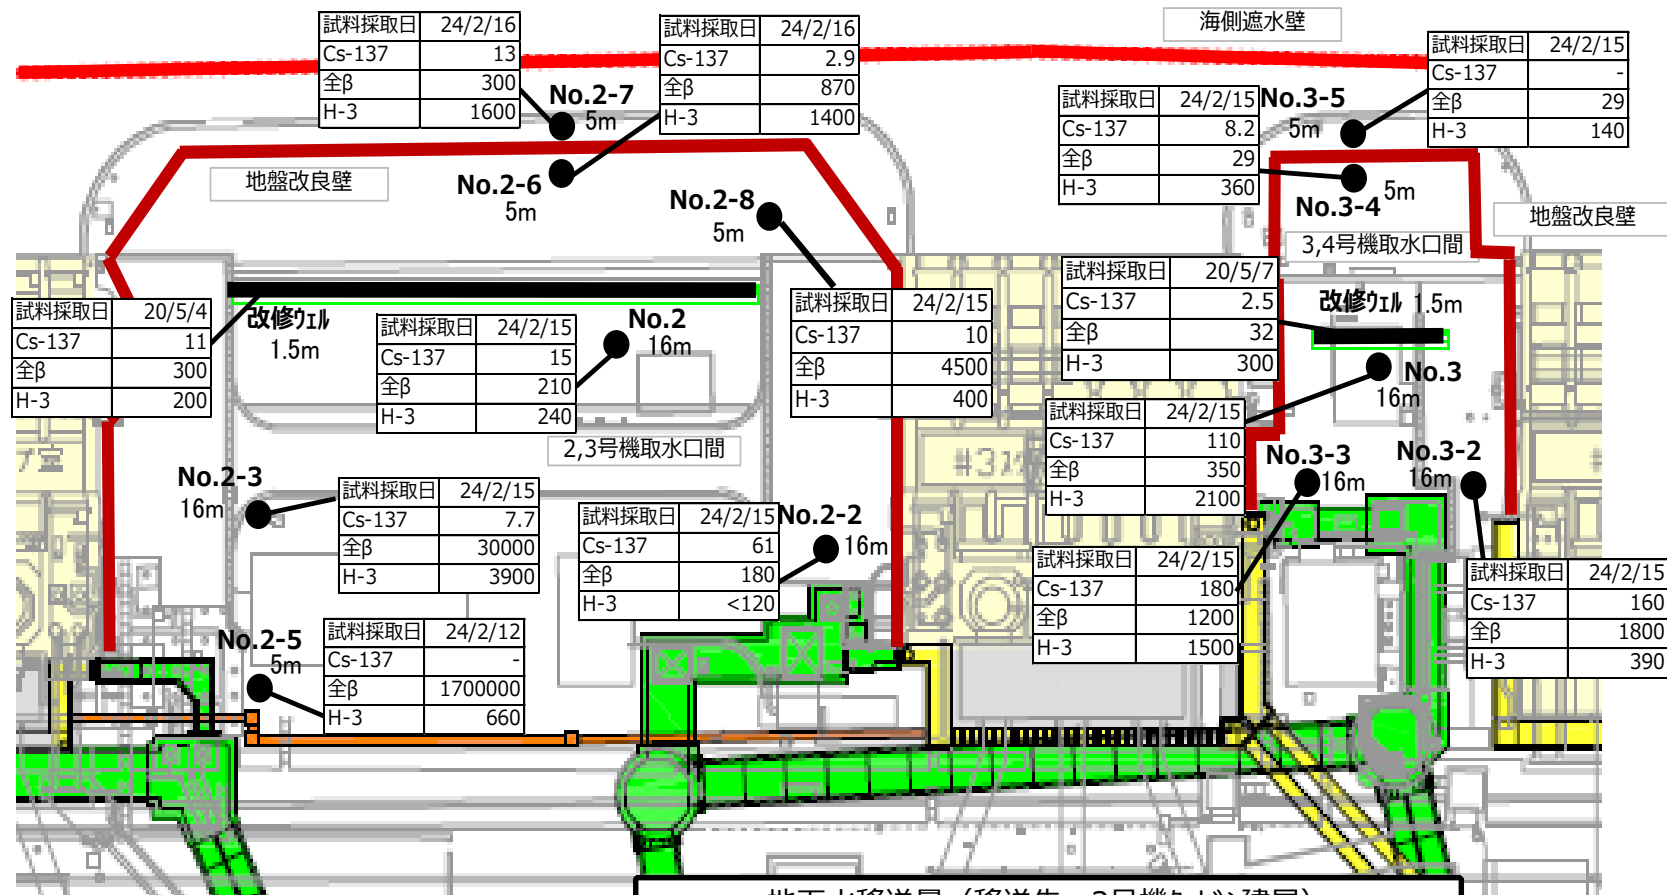 海側遮水壁
試料採取日 24/2/16
Cs-137 13
全β 300
H-3 1600
No.2-7
5m
試料採取日 24/2/16
Cs-137 2.9
全β 870
H-3 1400
No.2-6
5m
地盤改良壁
No.2-8
5m
試料採取日 24/2/15
Cs-137 8.2
全β 29
H-3 360
No.3-5
5m
試料採取日 24/2/15
Cs-137 -
全β 29
H-3 140
No.3-4
5m
地盤改良壁
3,4号機取水口間
試料採取日 20/5/4
Cs-137 11
全β 300
H-3 200
改修ウェル
1.5m
試料採取日 24/2/15
Cs-137 15
全β 210
H-3 240
No.2
16m
試料採取日 24/2/15
Cs-137 10
全β 4500
H-3 400
試料採取日 20/5/7
Cs-137 2.5
全β 32
H-3 300
改修ウェル 1.5m
No.3
16m
試料採取日 24/2/15
Cs-137 110
全β 350
H-3 2100
2,3号機取水口間
No.2-3
16m
試料採取日 24/2/15
Cs-137 7.7
全β 30000
H-3 3900
試料採取日 24/2/15
Cs-137 61
全β 180
H-3 <120
No.2-2
16m
No.3-3
16m
No.3-2
16m
試料採取日 24/2/15
Cs-137 180
全β 1200
H-3 1500
試料採取日 24/2/15
Cs-137 160
全β 1800
H-3 390
No.2-5
5m
試料採取日 24/2/12
Cs-137 -
全β 1700000
H-3 660